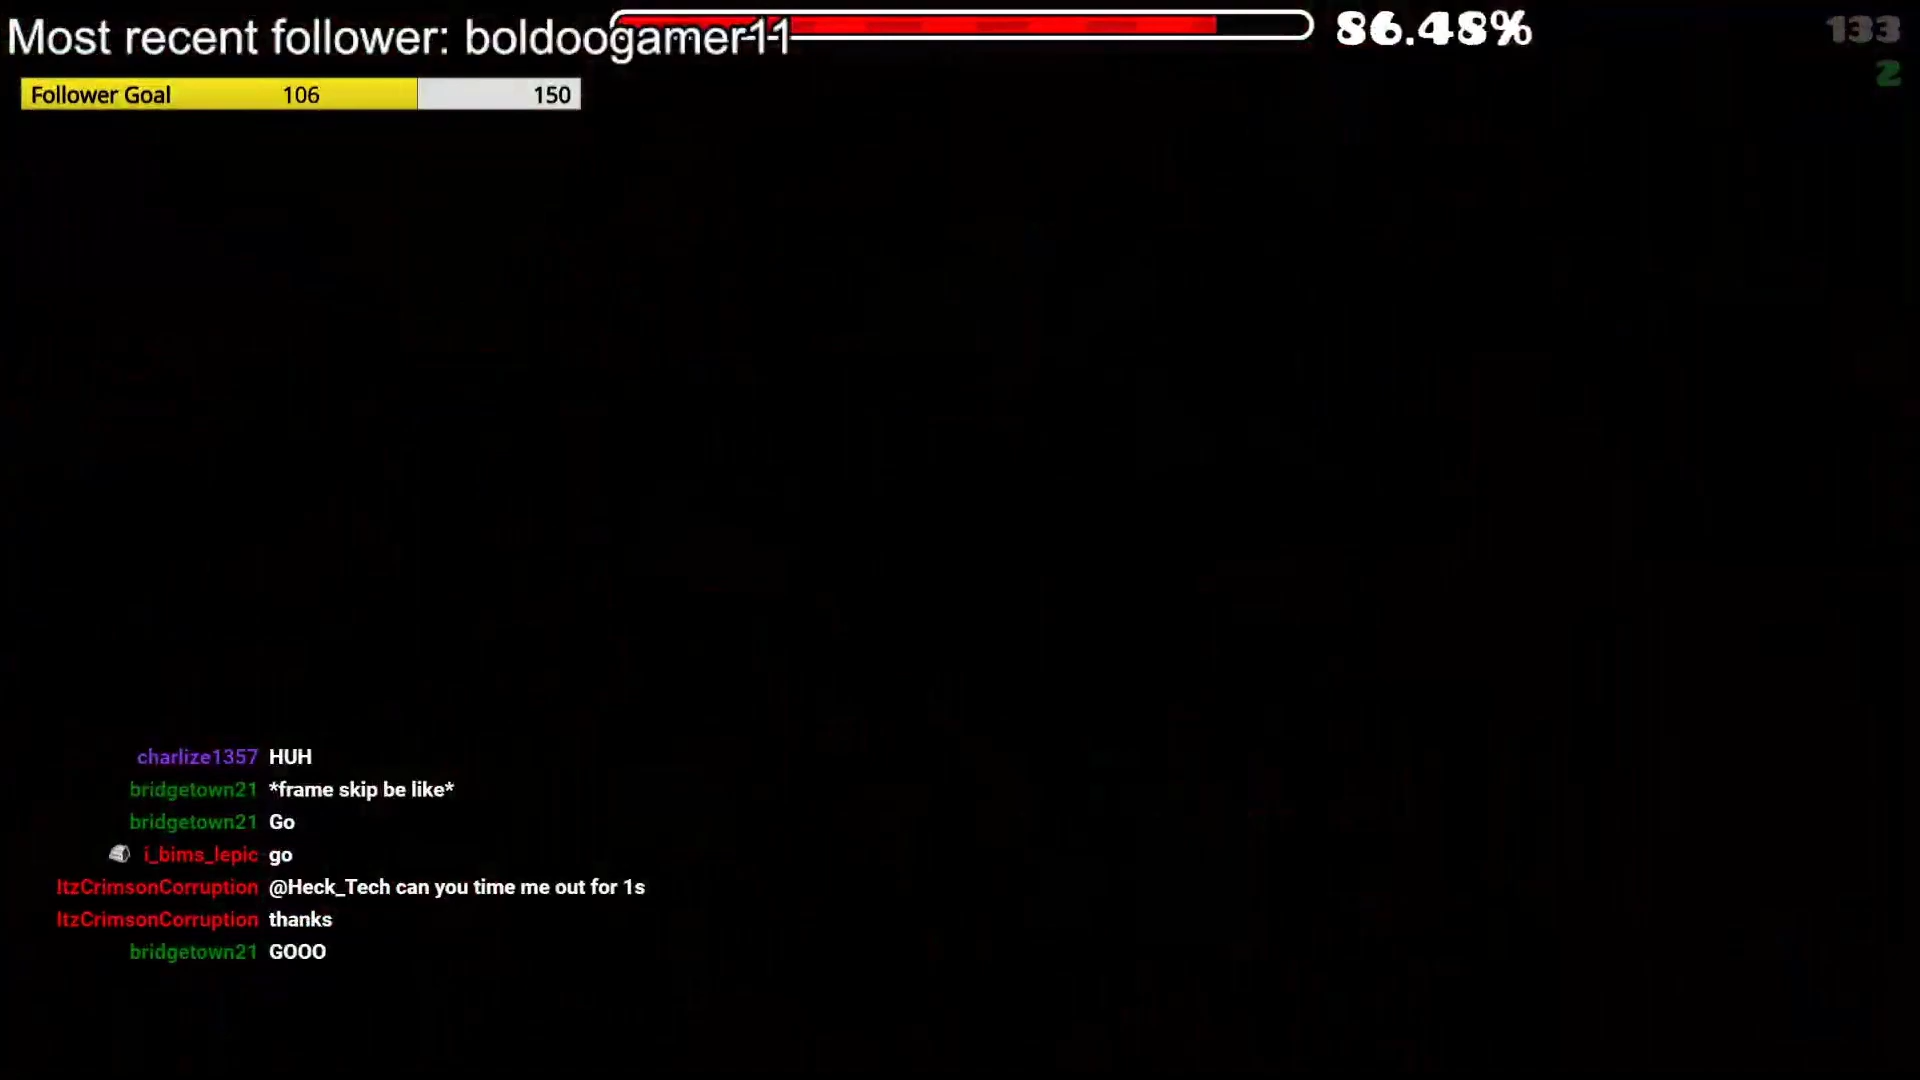 Most recent follower: boldoogamer11
86.48%
133
2
Follower Goal 106 150
charlize1357 HUH
bridgetown21 *frame skip be like*
bridgetown21 Go
i_bims_lepic go
ItzCrimsonCorruption @Heck_Tech can you time me out for 1s
ItzCrimsonCorruption thanks
bridgetown21 GOOO